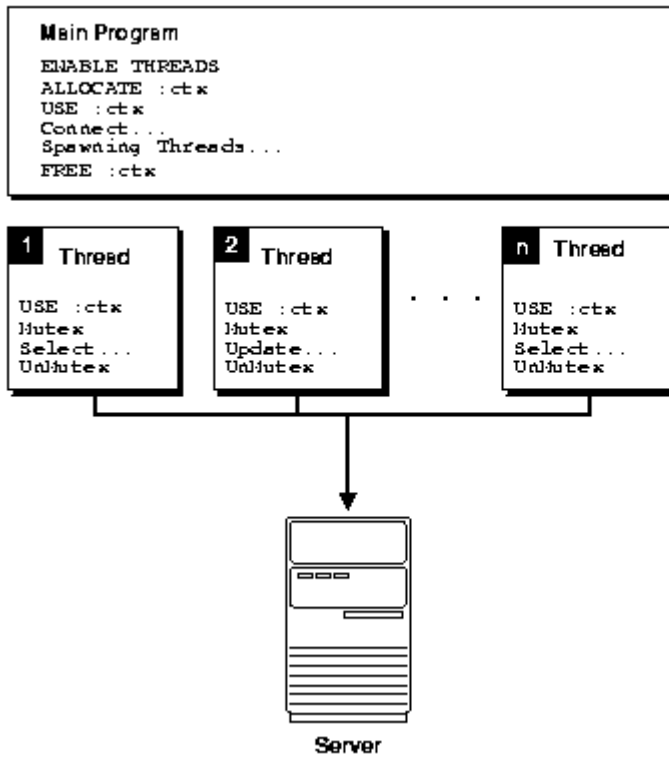 Main Program
ENABLE THREADS
ALLOCATE :ctx
USE :ctx
Connect...
Spawning Threads...
FREE :ctx
1 Thread
USE :ctx
Mutex
Select...
UnMutex
2 Thread
USE :ctx
Mutex
Update...
UnMutex
. . .
n Thread
USE :ctx
Mutex
Select...
UnMutex
Server